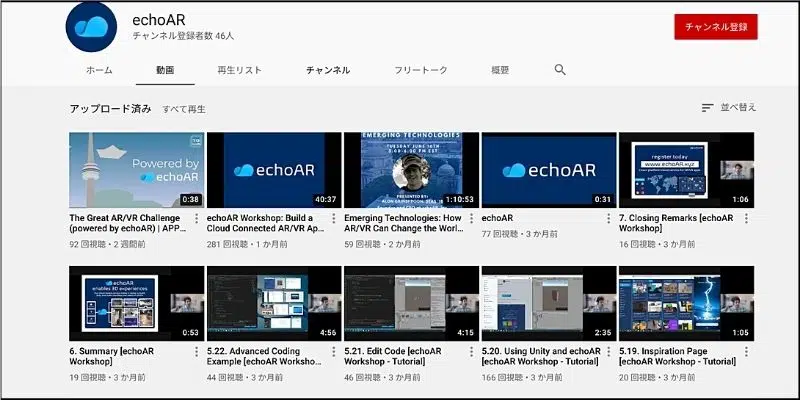 echoAR
チャンネル登録者数 46人
チャンネル登録
ホーム 動画 再生リスト チャンネル フリートーク 概要
アップロード済み すべて再生 並べ替え
Powered by
echoAR
0:38
echoAR
40:37
EMERGING TECHNOLOGIES
TUESDAY JUNE 16TH
1:10:53
echoAR
0:31
register today
www.echoAR.xyz
1:06
The Great AR/VR Challenge
(powered by echoAR) | APP...
92 回視聴・2 週間前
echoAR Workshop: Build a
Cloud Connected AR/VR Ap...
281 回視聴・1 か月前
Emerging Technologies: How
AR/VR Can Change the Worl...
59 回視聴・2 か月前
echoAR
77 回視聴・3 か月前
7. Closing Remarks [echoAR
Workshop]
16 回視聴・3 か月前
echoAR
enables 3D experiences
0:53
4:56
4:15
2:35
1:05
6. Summary [echoAR
Workshop]
19 回視聴・3 か月前
5.22. Advanced Coding
Example [echoAR Worksho...
44 回視聴・3 か月前
5.21. Edit Code [echoAR
Workshop - Tutorial]
46 回視聴・3 か月前
5.20. Using Unity and echoAR
[echoAR Workshop - Tutorial]
166 回視聴・3 か月前
5.19. Inspiration Page
[echoAR Workshop - Tutorial]
20 回視聴・3 か月前